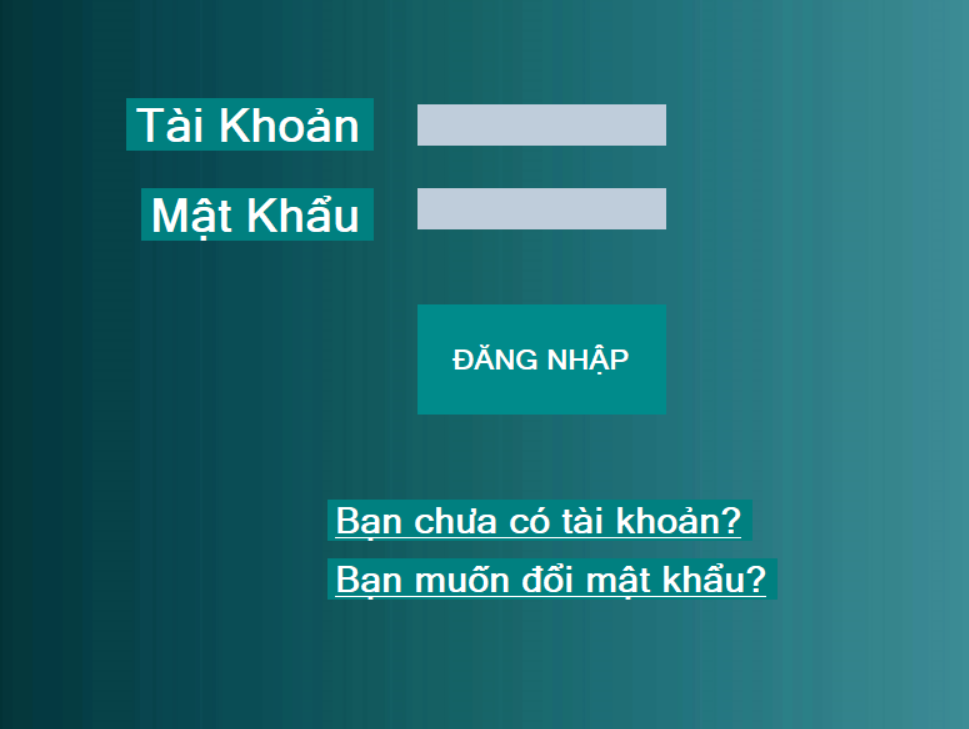 Tài Khoản
Mật Khẩu
ĐĂNG NHẬP
Bạn chưa có tài khoản?
Bạn muốn đổi mật khẩu?